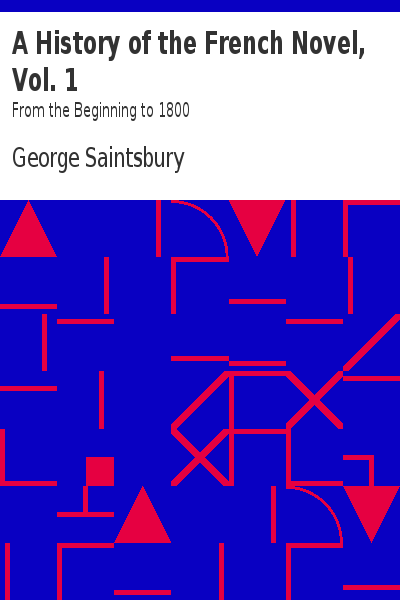 A History of the French Novel,
Vol. 1
From the Beginning to 1800
George Saintsbury